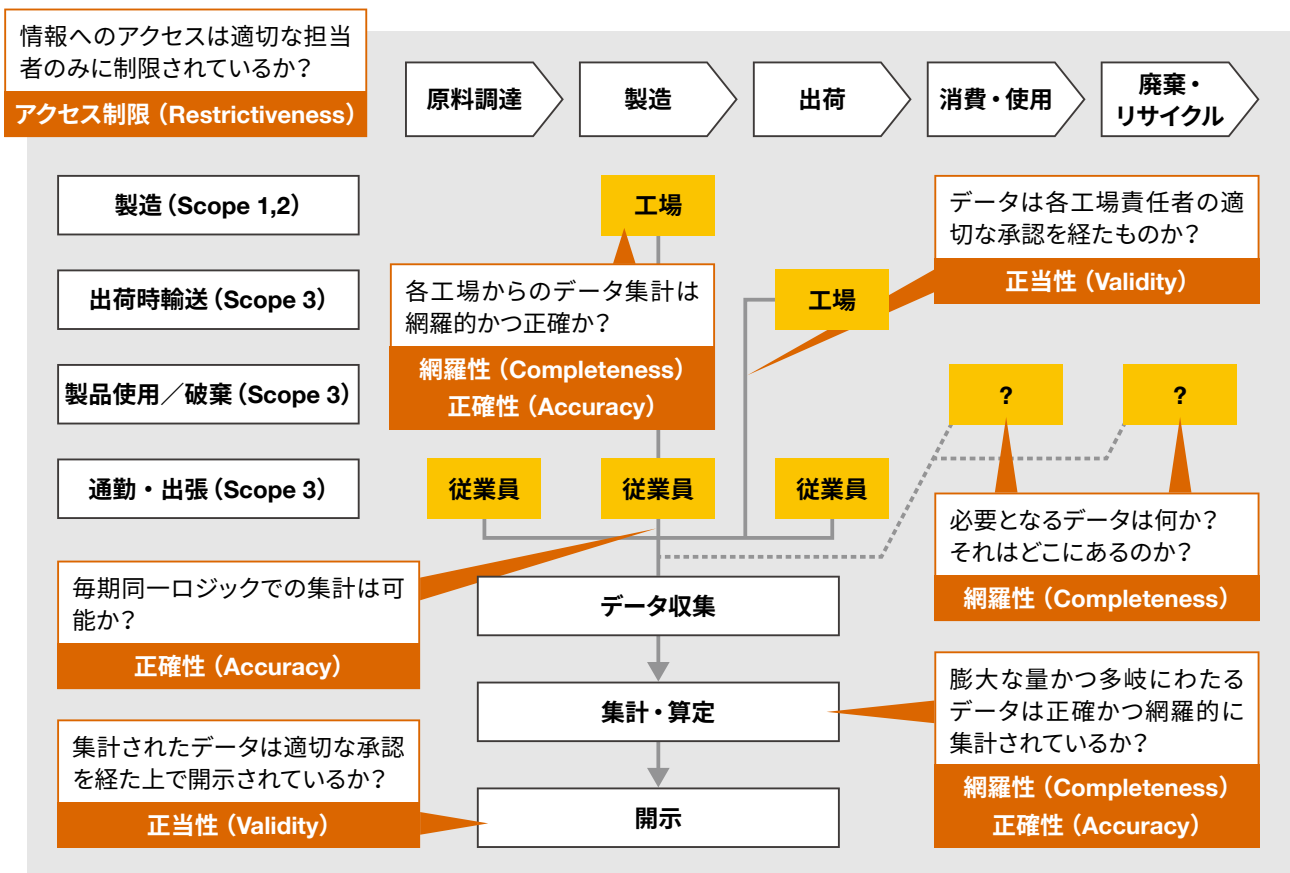 情報へのアクセスは適切な担当
者のみに制限されているか？
アクセス制限（Restrictiveness）
原料調達
製造
出荷
消費・使用
廃棄・
リサイクル
製造（Scope 1,2）
工場
データは各工場責任者の適
切な承認を経たものか？
正当性（Validity）
出荷時輸送（Scope 3）
各工場からのデータ集計は
網羅的かつ正確か？
網羅性（Completeness）
正確性（Accuracy）
工場
製品使用／破棄（Scope 3）
?
?
通勤・出張（Scope 3）
従業員
従業員
従業員
必要となるデータは何か？
それはどこにあるのか？
網羅性（Completeness）
毎期同一ロジックでの集計は可
能か？
正確性（Accuracy）
データ収集
集計・算定
膨大な量かつ多岐にわたる
データは正確かつ網羅的に
集計されているか？
網羅性（Completeness）
正確性（Accuracy）
集計されたデータは適切な承認
を経た上で開示されているか？
正当性（Validity）
開示